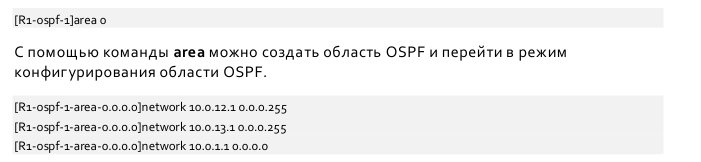 [R1-ospf-1]area 0
С помощью команды area можно создать область OSPF и перейти в режим
конфигурирования области OSPF.
[R1-ospf-1-area-0.0.0.0]network 10.0.12.1 0.0.0.255
[R1-ospf-1-area-0.0.0.0]network 10.0.13.1 0.0.0.255
[R1-ospf-1-area-0.0.0.0]network 10.0.1.1 0.0.0.0